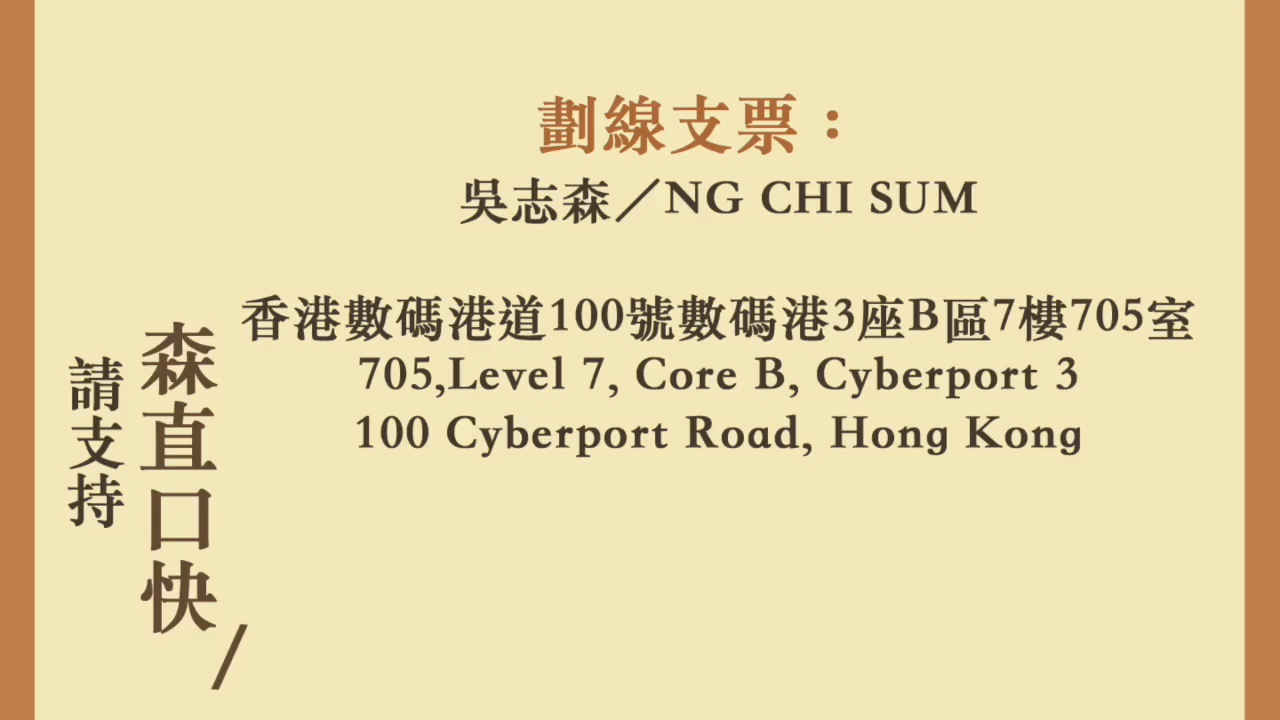 劃線支票：
吳志森／NG CHI SUM
香港數碼港道100號數碼港3座B區7樓705室
705,Level 7, Core B, Cyberport 3
100 Cyberport Road, Hong Kong
請支持
森直口快/